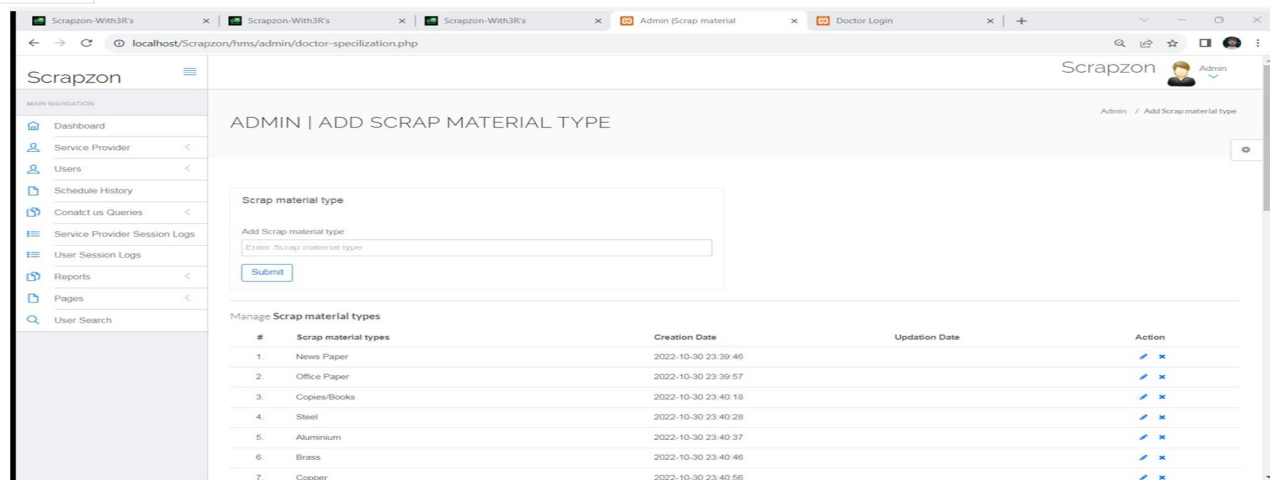 Scrapzon-With3R's Scrapzon-With3R's Scrapzon-With3R's Admin |Scrap material Doctor Login
localhost/Scrapzon/hms/admin/doctor-specilization.php
Scrapzon
Scrapzon Admin
MAIN NAVIGATION
Dashboard
Service Provider
Users
Schedule History
Conatct us Queries
Service Provider Session Logs
User Session Logs
Reports
Pages
User Search
ADMIN | ADD SCRAP MATERIAL TYPE
Admin / Add Scrap material type
Scrap material type
Add Scrap material type
Enter Scrap material type
Submit
Manage Scrap material types
# Scrap material types Creation Date Updation Date Action
1. News Paper 2022-10-30 23:39:46
2. Office Paper 2022-10-30 23:39:57
3. Copies/Books 2022-10-30 23:40:18
4. Steel 2022-10-30 23:40:28
5. Aluminium 2022-10-30 23:40:37
6. Brass 2022-10-30 23:40:46
7. Copper 2022-10-30 23:40:56